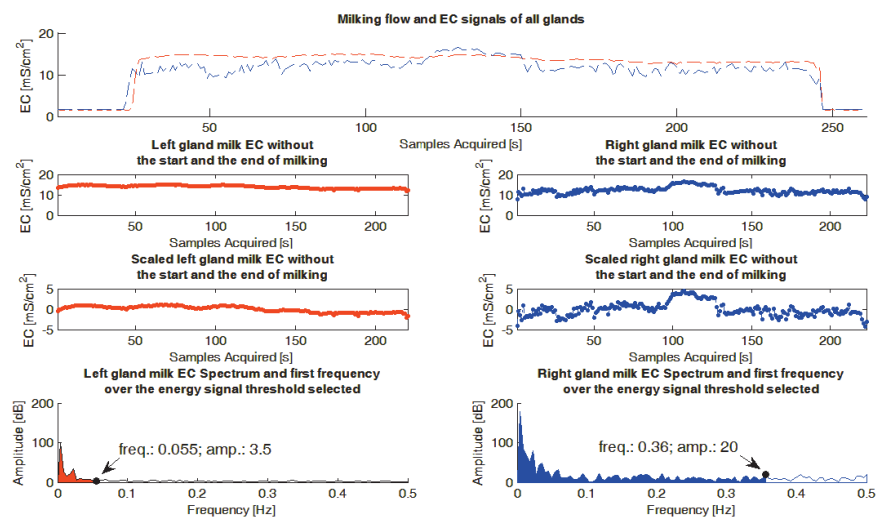 Milking flow and EC signals of all glands
EC [mS/cm2]
20
10
0
50
100
150
200
250
Samples Acquired [s]
Left gland milk EC without
the start and the end of milking
EC [mS/cm2]
20
10
0
50
100
150
200
Samples Acquired [s]
Right gland milk EC without
the start and the end of milking
EC [mS/cm2]
20
10
0
50
100
150
200
Samples Acquired [s]
Scaled left gland milk EC without
the start and the end of milking
EC [mS/cm2]
5
0
-5
50
100
150
200
Samples Acquired [s]
Scaled right gland milk EC without
the start and the end of milking
EC [mS/cm2]
5
0
-5
50
100
150
200
Samples Acquired [s]
Left gland milk EC Spectrum and first frequency
over the energy signal threshold selected
Amplitude [dB]
200
100
0
freq.: 0.055; amp.: 3.5
0
0.1
0.2
0.3
0.4
0.5
Frequency [Hz]
Right gland milk EC Spectrum and first frequency
over the energy signal threshold selected
Amplitude [dB]
200
100
0
freq.: 0.36; amp.: 20
0
0.1
0.2
0.3
0.4
0.5
Frequency [Hz]